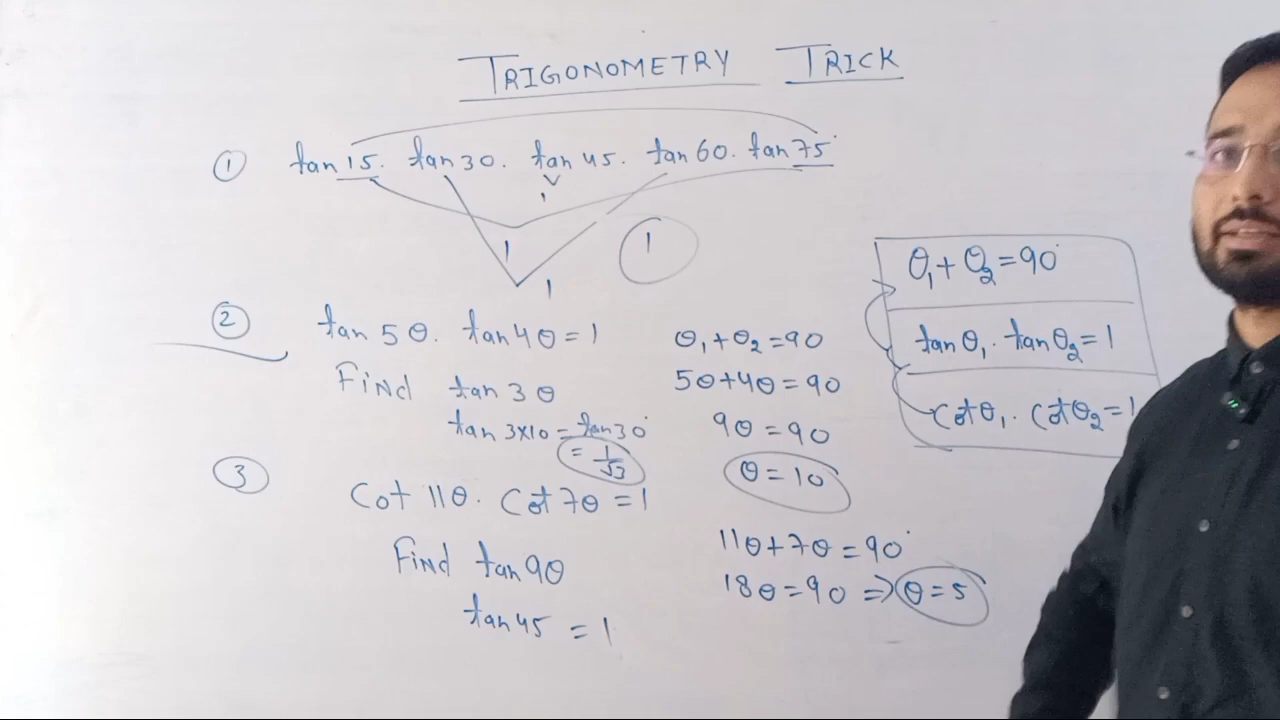 TRIGONOMETRY TRICK
① tan 15. tan 30. tan 45. tan 60. tan 75°
1
1
1
1
② tan 5θ. tan 4θ = 1
Find tan 3θ
tan 3×10 = tan 30°
= 1/√3
θ₁ + θ₂ = 90
5θ + 4θ = 90
9θ = 90
θ = 10
θ₁ + θ₂ = 90°
tan θ₁. tan θ₂ = 1
cot θ₁. cot θ₂ = 1
③ Cot 11θ. Cot 7θ = 1
Find tan 9θ
tan 45 = 1
11θ + 7θ = 90°
18θ = 90 ⇒ θ = 5